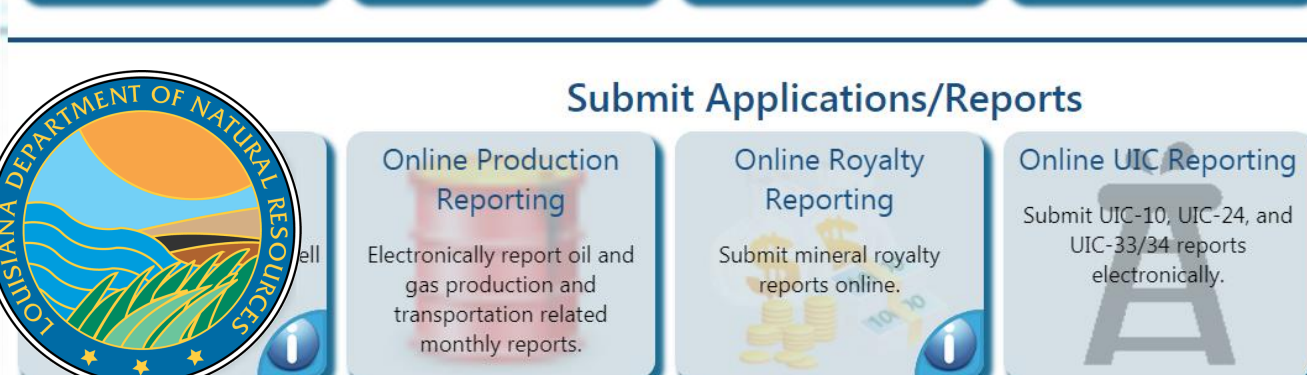 Submit Applications/Reports
LOUISIANA DEPARTMENT OF NATURAL RESOURCES
ell
Online Production
Reporting
Electronically report oil and
gas production and
transportation related
monthly reports.
Online Royalty
Reporting
Submit mineral royalty
reports online.
100
Online UIC Reporting
Submit UIC-10, UIC-24, and
UIC-33/34 reports
electronically.